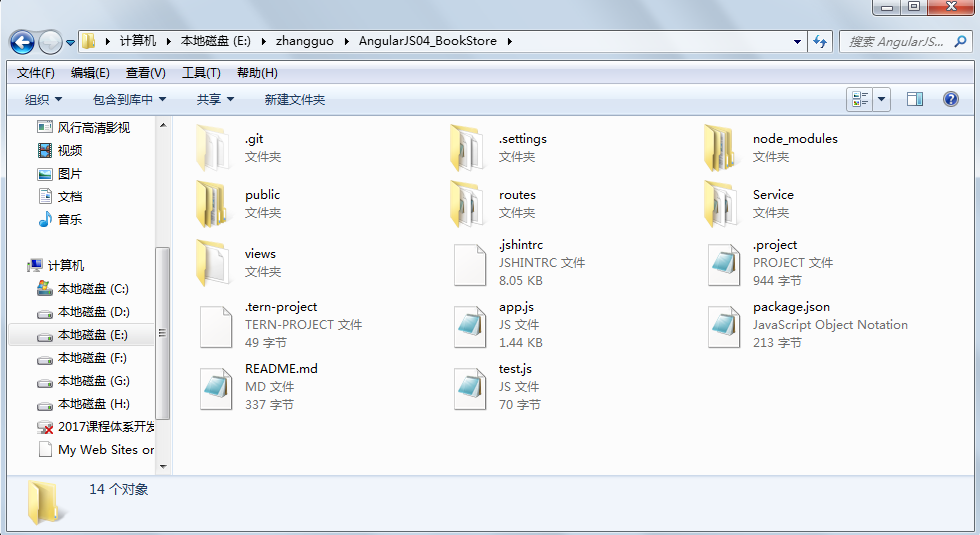 计算机 本地磁盘 (E:) zhangguo AngularJS04_BookStore
搜索 AngularJS...
文件(F) 编辑(E) 查看(V) 工具(T) 帮助(H)
组织 包含到库中 共享 新建文件夹
风行高清影视
视频
图片
文档
音乐
计算机
本地磁盘 (C:)
本地磁盘 (D:)
本地磁盘 (E:)
本地磁盘 (F:)
本地磁盘 (G:)
本地磁盘 (H:)
2017课程体系开发
My Web Sites on
.git
文件夹
.settings
文件夹
node_modules
文件夹
public
文件夹
routes
文件夹
Service
文件夹
views
文件夹
.jshintrc
JSHINTRC 文件
8.05 KB
.project
PROJECT 文件
944 字节
.tern-project
TERN-PROJECT 文件
49 字节
app.js
JS 文件
1.44 KB
package.json
JavaScript Object Notation
213 字节
README.md
MD 文件
337 字节
test.js
JS 文件
70 字节
14 个对象